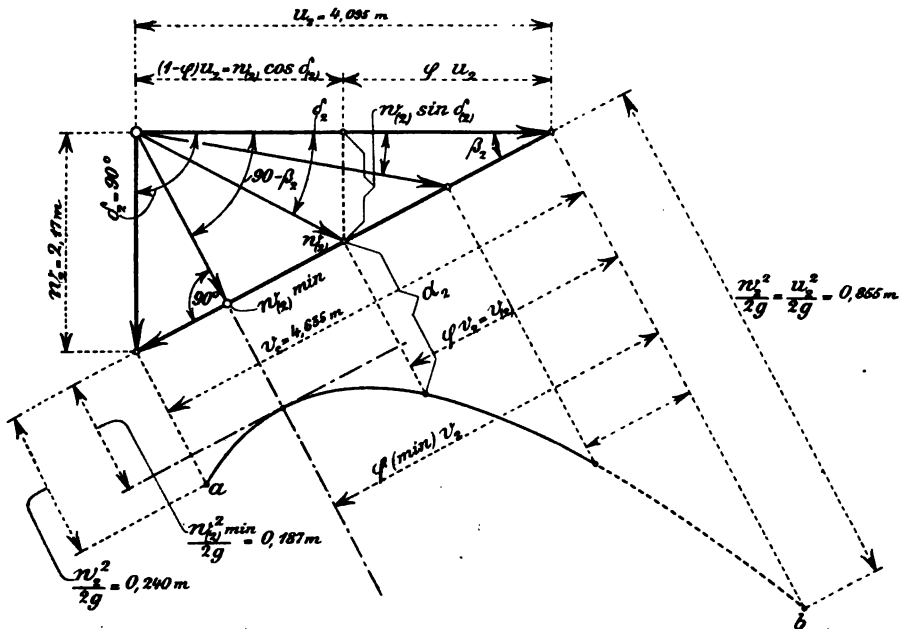 u₂ = 4,095 m
(1-φ)u₂ = w₍₂₎ cos δ₍₂₎
φ u₂
δ₂
w₍₂₎ sin δ₍₂₎
β₂
90-β₂
δ₂ = 90°
w₂ = 2,17 m
w₍₂₎
90°
w₍₂₎ min
v₂ = 4,635 m
α₂
φ v₂ = v₍₂₎
w₂²/2g = u₂²/2g = 0,855 m
φ(min) v₂
a
w₍₂₎² min/2g = 0,187 m
w₂²/2g = 0,240 m
b